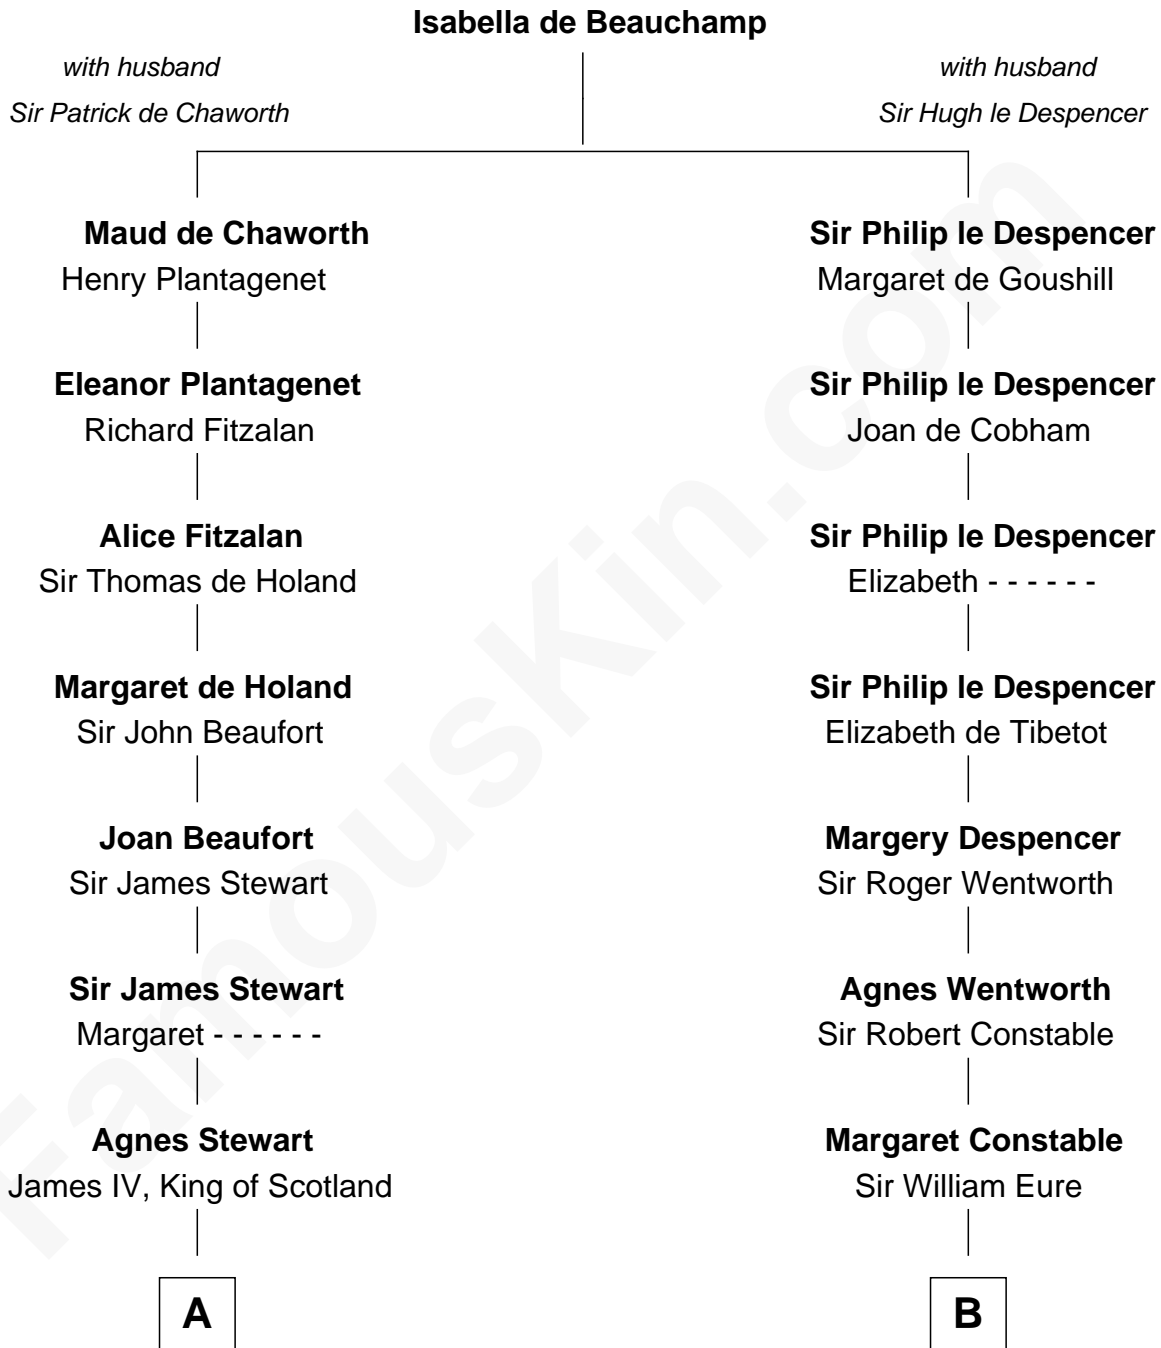 Isabella de Beauchamp
with husband
Sir Patrick de Chaworth
with husband
Sir Hugh le Despencer
Maud de Chaworth
Henry Plantagenet
Sir Philip le Despencer
Margaret de Goushill
Eleanor Plantagenet
Richard Fitzalan
Sir Philip le Despencer
Joan de Cobham
Alice Fitzalan
Sir Thomas de Holand
Sir Philip le Despencer
Elizabeth - - - - - -
Margaret de Holand
Sir John Beaufort
Sir Philip le Despencer
Elizabeth de Tibetot
Joan Beaufort
Sir James Stewart
Margery Despencer
Sir Roger Wentworth
Sir James Stewart
Margaret - - - - - -
Agnes Wentworth
Sir Robert Constable
Agnes Stewart
James IV, King of Scotland
Margaret Constable
Sir William Eure
A
B
FamousKin.com